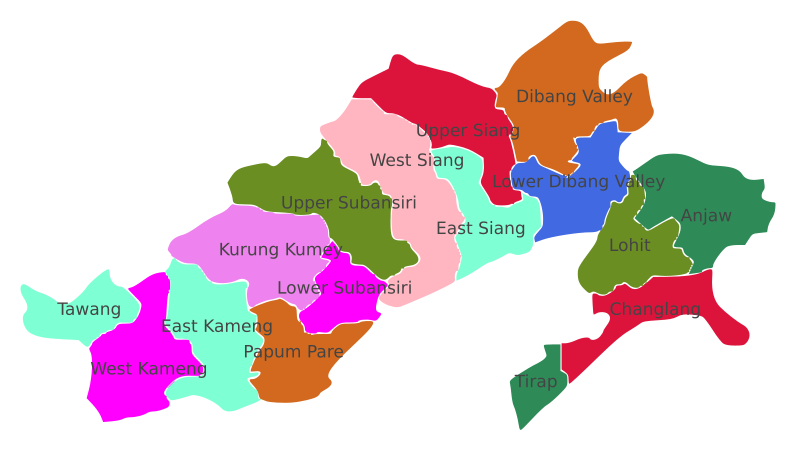 Dibang Valley
Upper Siang
West Siang
Lower Dibang Valley
Upper Subansiri
Anjaw
East Siang
Lohit
Kurung Kumey
Lower Subansiri
Tawang
Changlang
East Kameng
Papum Pare
West Kameng
Tirap